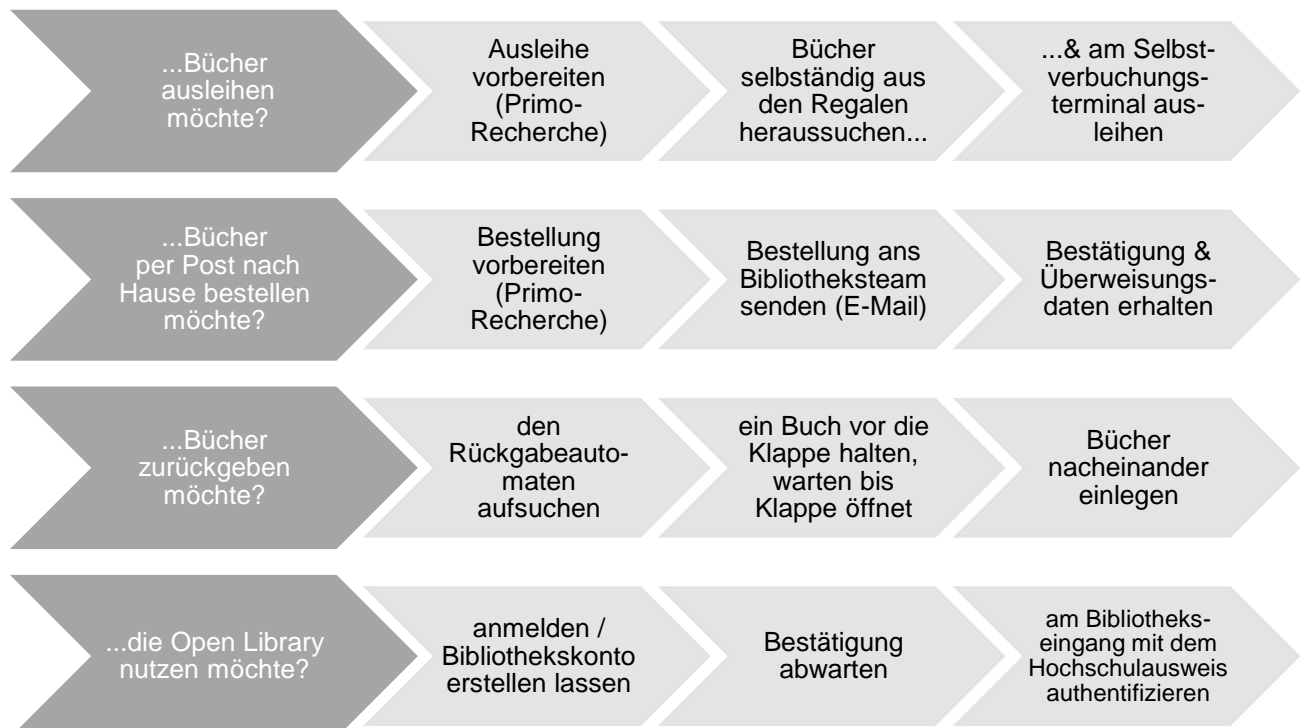 ...Bücher
ausleihen
möchte?
Ausleihe
vorbereiten
(Primo-
Recherche)
Bücher
selbständig aus
den Regalen
heraussuchen...
...& am Selbst-
verbuchungs-
terminal aus-
leihen
...Bücher
per Post nach
Hause bestellen
möchte?
Bestellung
vorbereiten
(Primo-
Recherche)
Bestellung ans
Bibliotheksteam
senden (E-Mail)
Bestätigung &
Überweisungs-
daten erhalten
...Bücher
zurückgeben
möchte?
den
Rückgabeauto-
maten
aufsuchen
ein Buch vor die
Klappe halten,
warten bis
Klappe öffnet
Bücher
nacheinander
einlegen
...die Open Library
nutzen möchte?
anmelden /
Bibliothekskonto
erstellen lassen
Bestätigung
abwarten
am Bibliotheks-
eingang mit dem
Hochschulausweis
authentifizieren